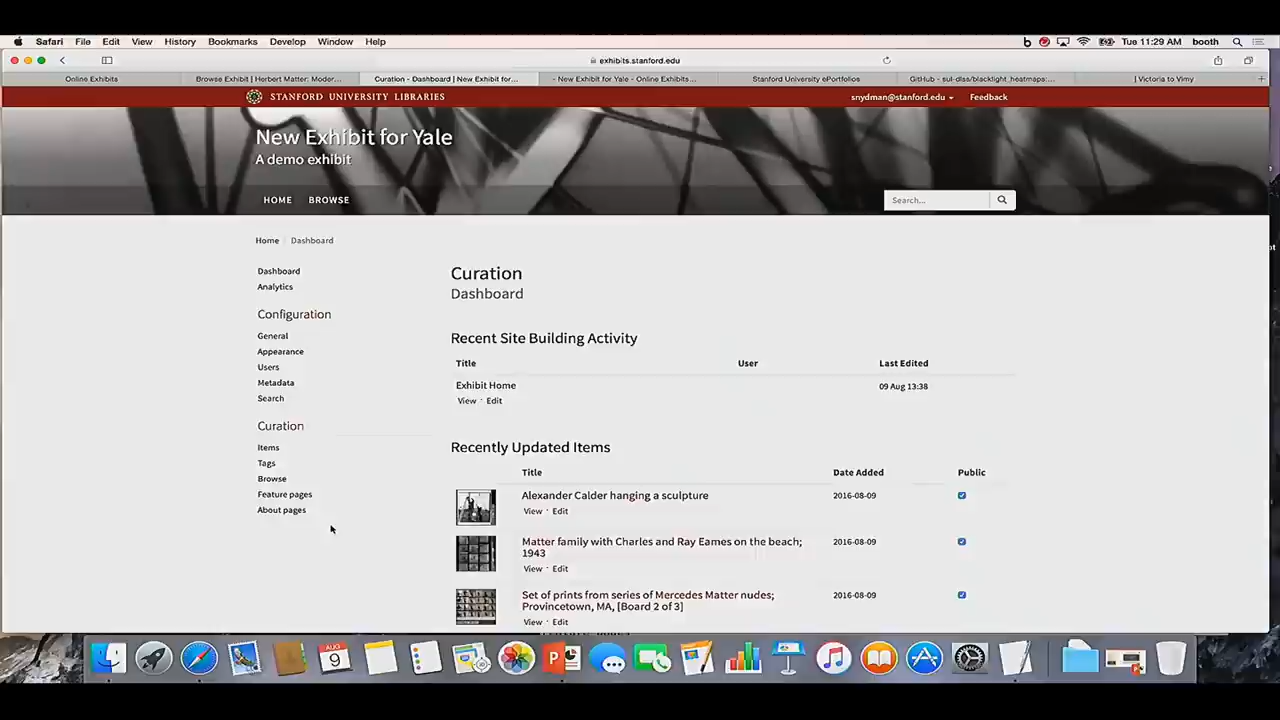 Safari File Edit View History Bookmarks Develop Window Help
Tue 11:29 AM booth
exhibits.stanford.edu
Online Exhibits
Browse Exhibit | Herbert Matter: Moder...
Curation - Dashboard | New Exhibit for...
- New Exhibit for Yale - Online Exhibits...
Stanford University ePortfolios
GitHub - sul-dlss/blacklight_heatmaps:...
| Victoria to Vimy
STANFORD UNIVERSITY LIBRARIES
snydman@stanford.edu
Feedback
New Exhibit for Yale
A demo exhibit
HOME BROWSE
Search...
Home Dashboard
Dashboard
Analytics
Configuration
General
Appearance
Users
Metadata
Search
Curation
Items
Tags
Browse
Feature pages
About pages
Curation
Dashboard
Recent Site Building Activity
Title User Last Edited
Exhibit Home 09 Aug 13:38
View · Edit
Recently Updated Items
Title Date Added Public
Alexander Calder hanging a sculpture 2016-08-09
View · Edit
Matter family with Charles and Ray Eames on the beach; 2016-08-09
1943
View · Edit
Set of prints from series of Mercedes Matter nudes; 2016-08-09
Provincetown, MA, [Board 2 of 3]
View · Edit
AUG
9